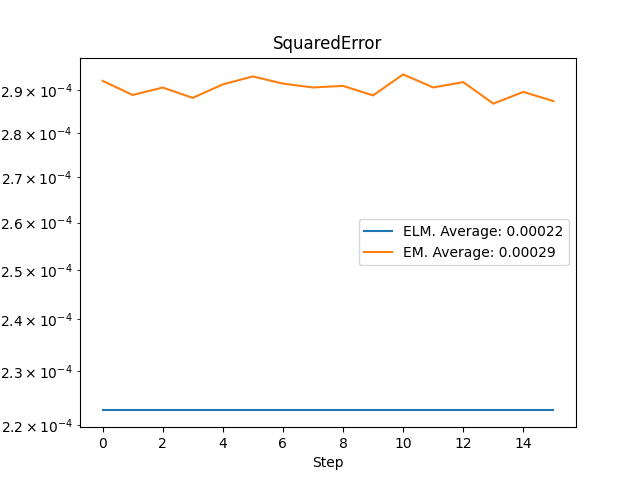 SquaredError
2.9 × 10⁻⁴
2.8 × 10⁻⁴
2.7 × 10⁻⁴
2.6 × 10⁻⁴
2.5 × 10⁻⁴
2.4 × 10⁻⁴
2.3 × 10⁻⁴
2.2 × 10⁻⁴
ELM. Average: 0.00022
EM. Average: 0.00029
0 2 4 6 8 10 12 14
Step